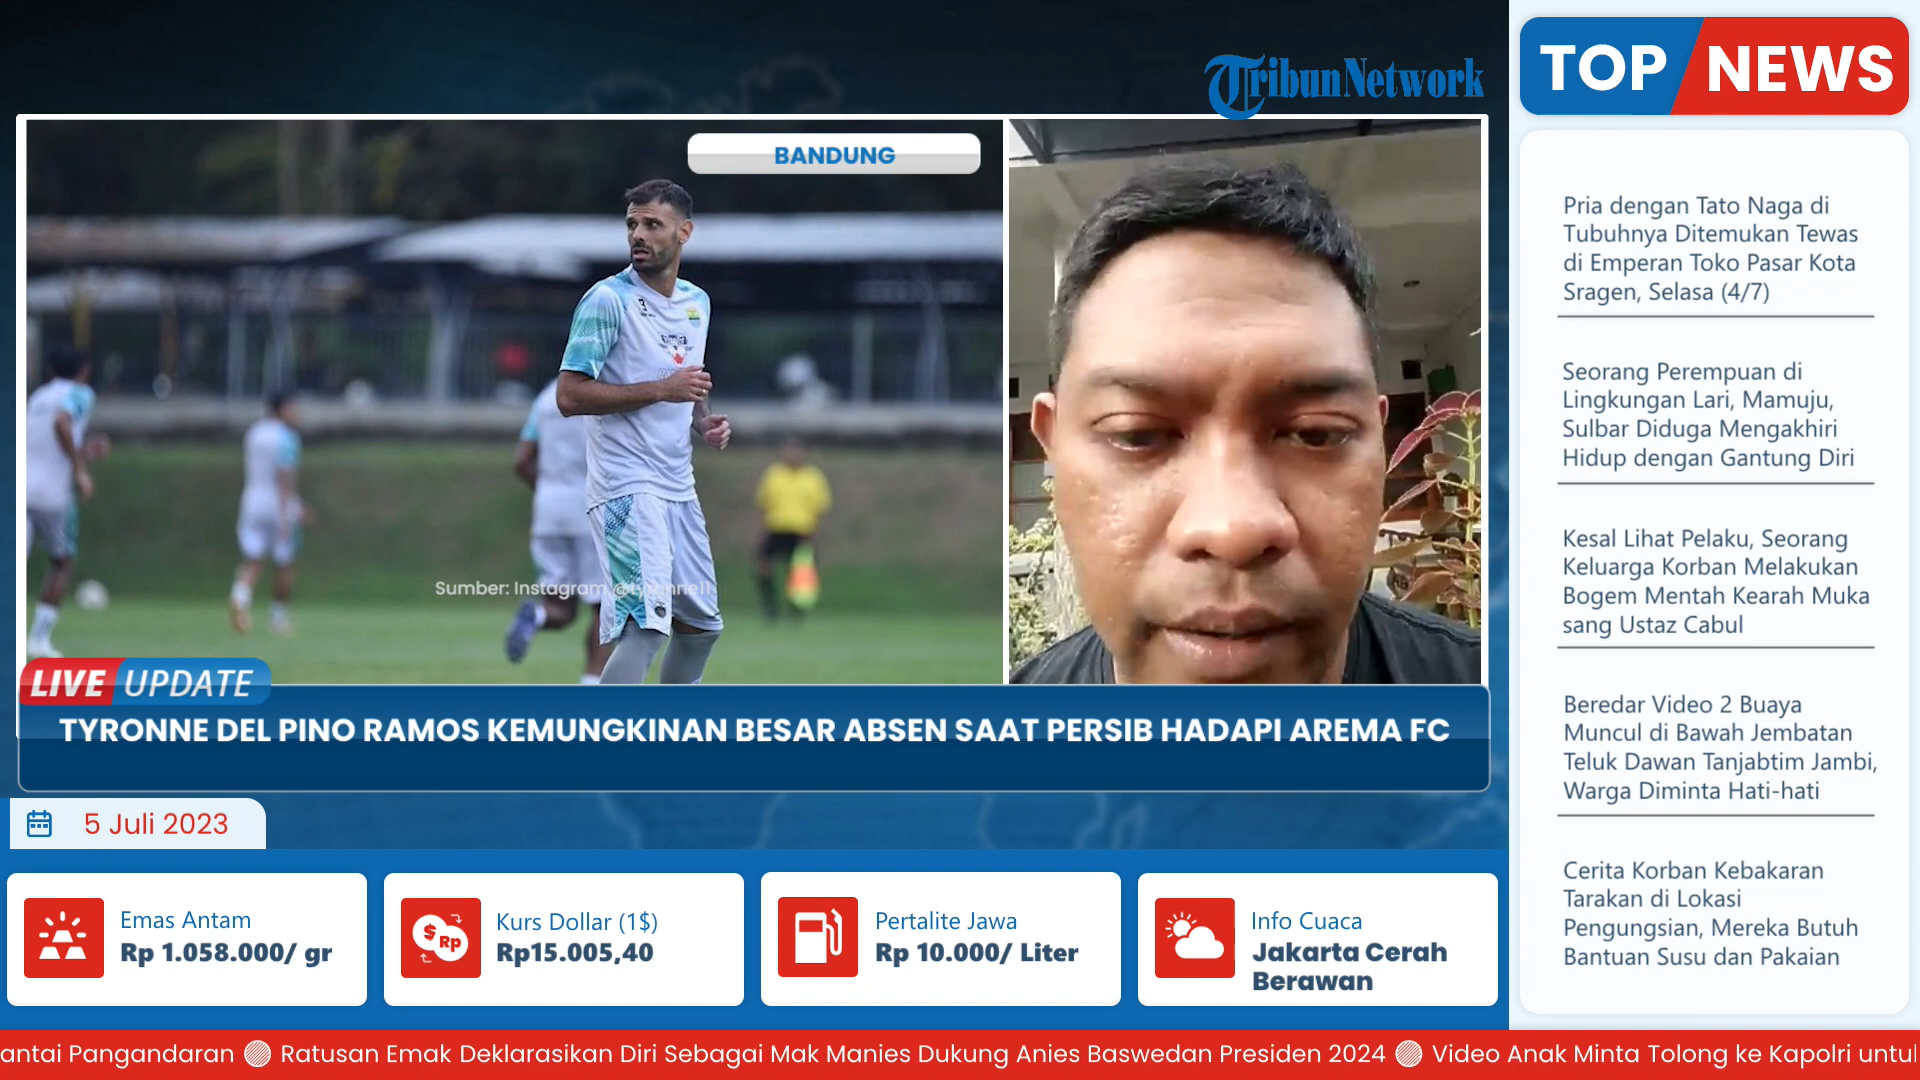 TribunNetwork
TOP NEWS
BANDUNG
Sumber: Instagram @tyronne11
LIVE UPDATE
TYRONNE DEL PINO RAMOS KEMUNGKINAN BESAR ABSEN SAAT PERSIB HADAPI AREMA FC
5 Juli 2023
Emas Antam
Rp 1.058.000/ gr
$ Rp
Kurs Dollar (1$)
Rp15.005,40
Pertalite Jawa
Rp 10.000/ Liter
Info Cuaca
Jakarta Cerah
Berawan
Pria dengan Tato Naga di
Tubuhnya Ditemukan Tewas
di Emperan Toko Pasar Kota
Sragen, Selasa (4/7)
Seorang Perempuan di
Lingkungan Lari, Mamuju,
Sulbar Diduga Mengakhiri
Hidup dengan Gantung Diri
Kesal Lihat Pelaku, Seorang
Keluarga Korban Melakukan
Bogem Mentah Kearah Muka
sang Ustaz Cabul
Beredar Video 2 Buaya
Muncul di Bawah Jembatan
Teluk Dawan Tanjabtim Jambi,
Warga Diminta Hati-hati
Cerita Korban Kebakaran
Tarakan di Lokasi
Pengungsian, Mereka Butuh
Bantuan Susu dan Pakaian
antai Pangandaran Ratusan Emak Deklarasikan Diri Sebagai Mak Manies Dukung Anies Baswedan Presiden 2024 Video Anak Minta Tolong ke Kapolri untu